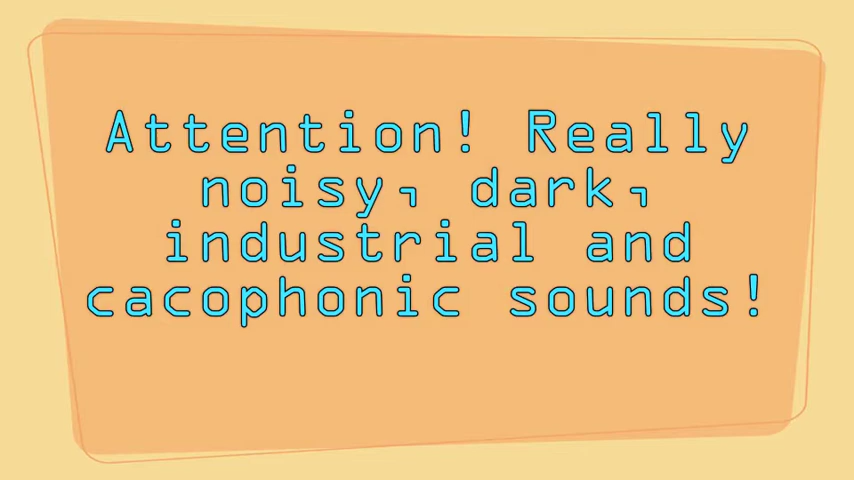 Attention! Really
noisy, dark,
industrial and
cacophonic sounds!